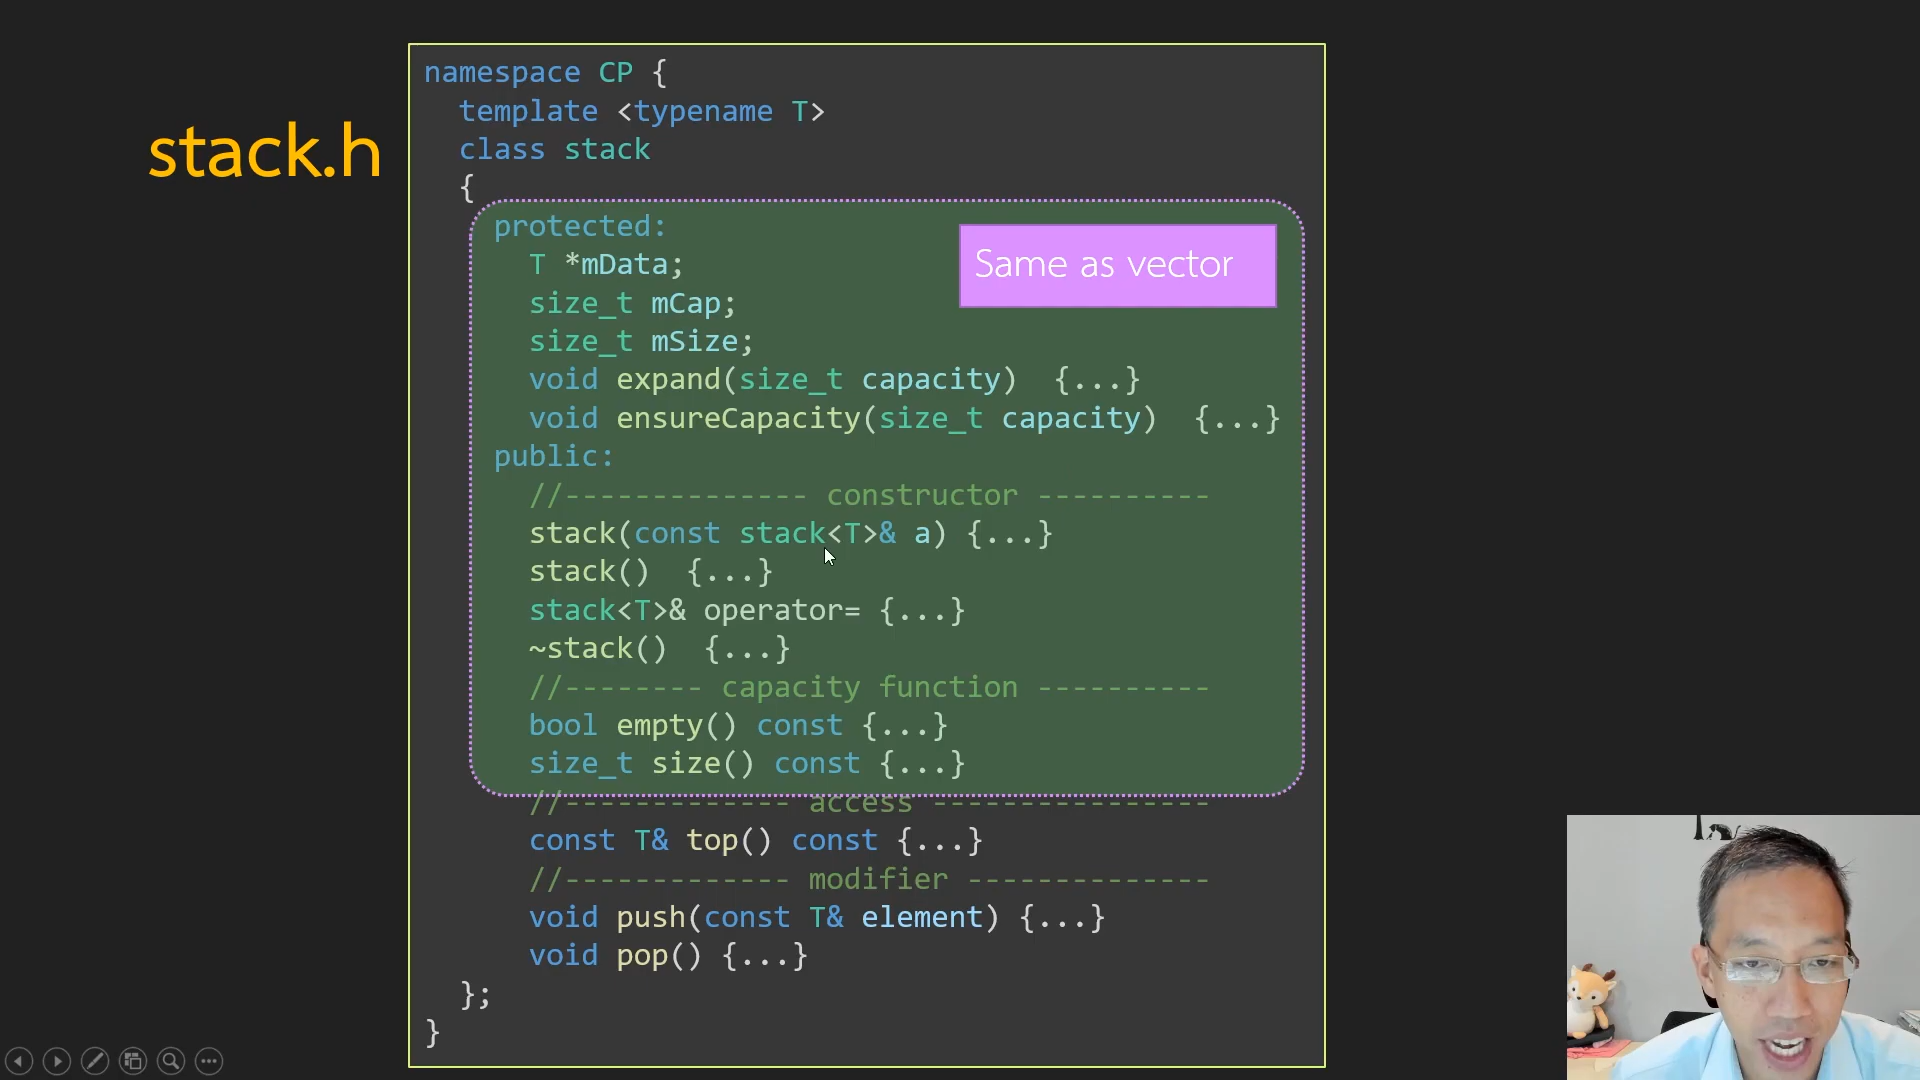 stack.h
namespace CP {
template <typename T>
class stack
{
protected:
Same as vector
T *mData;
size_t mCap;
size_t mSize;
void expand(size_t capacity) {...}
void ensureCapacity(size_t capacity) {...}
public:
//-------------- constructor ----------
stack(const stack<T>& a) {...}
stack() {...}
stack<T>& operator= {...}
~stack() {...}
//-------- capacity function ----------
bool empty() const {...}
size_t size() const {...}
//------------- access ----------------
const T& top() const {...}
//------------- modifier --------------
void push(const T& element) {...}
void pop() {...}
};
}